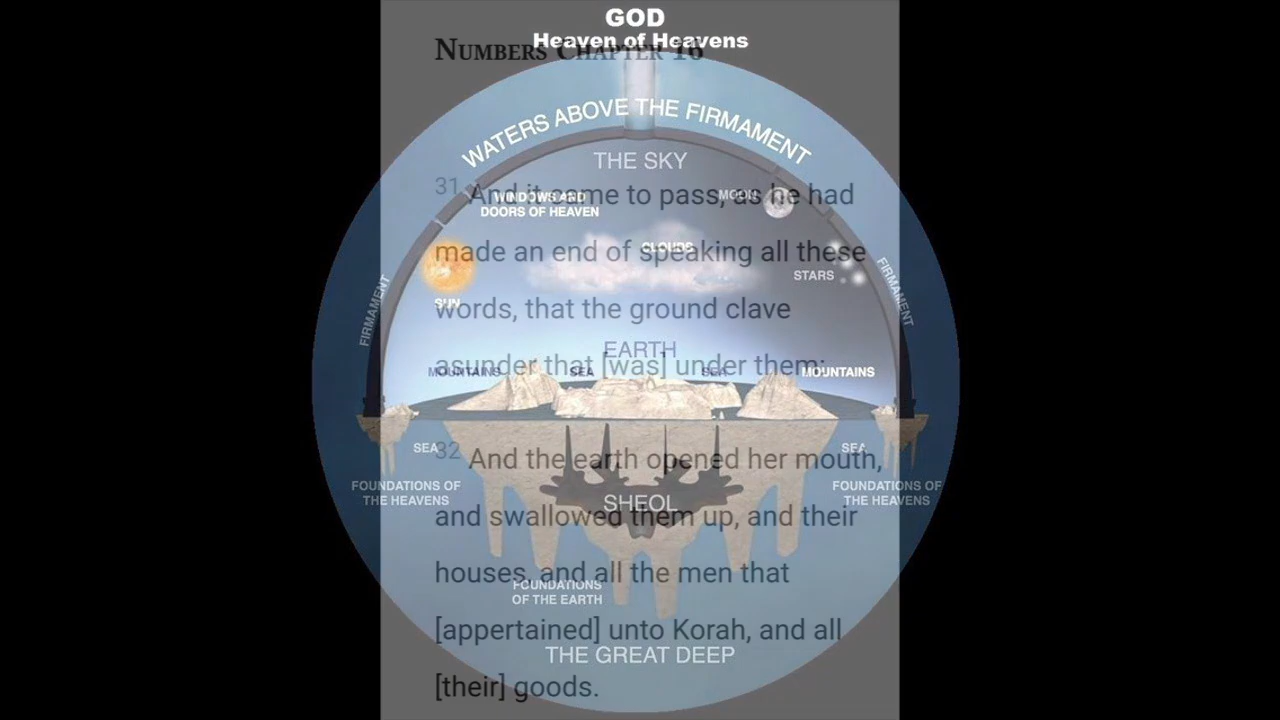 GOD
Heaven of Heavens
NUMBERS CHAPTER 16
WATERS ABOVE THE FIRMAMENT
THE SKY
31 And it came to pass, as he had
WINDOWS AND
DOORS OF HEAVEN
MOON
made an end of speaking all these
CLOUDS
STARS
FIRMAMENT
FIRMAMENT
SUN
words, that the ground clave
EARTH
asunder that [was] under them:
MOUNTAINS
SEA
SEA
MOUNTAINS
SEA
SEA
32 And the earth opened her mouth,
FOUNDATIONS OF
THE HEAVENS
FOUNDATIONS OF
THE HEAVENS
SHEOL
and swallowed them up, and their
houses, and all the men that
FOUNDATIONS
OF THE EARTH
[appertained] unto Korah, and all
THE GREAT DEEP
[their] goods.